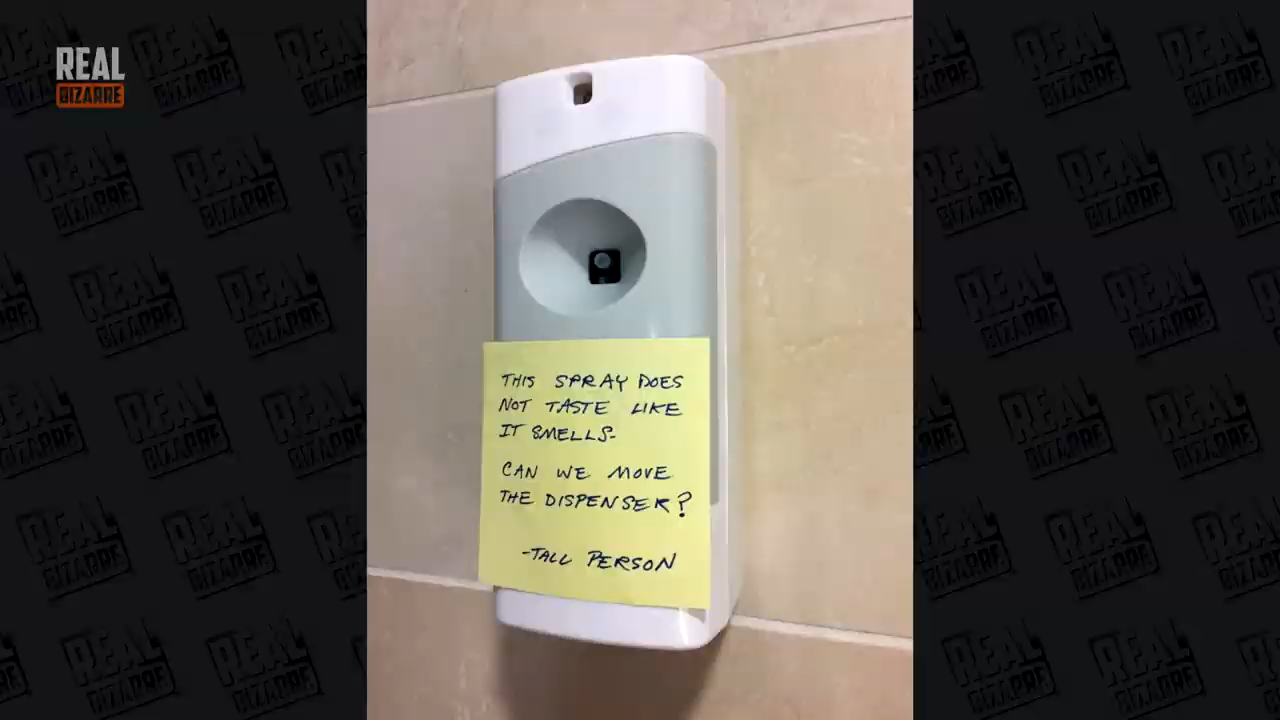 REAL
BIZARRE
THIS SPRAY DOES
NOT TASTE LIKE
IT SMELLS.
CAN WE MOVE
THE DISPENSER?
-TALL PERSON